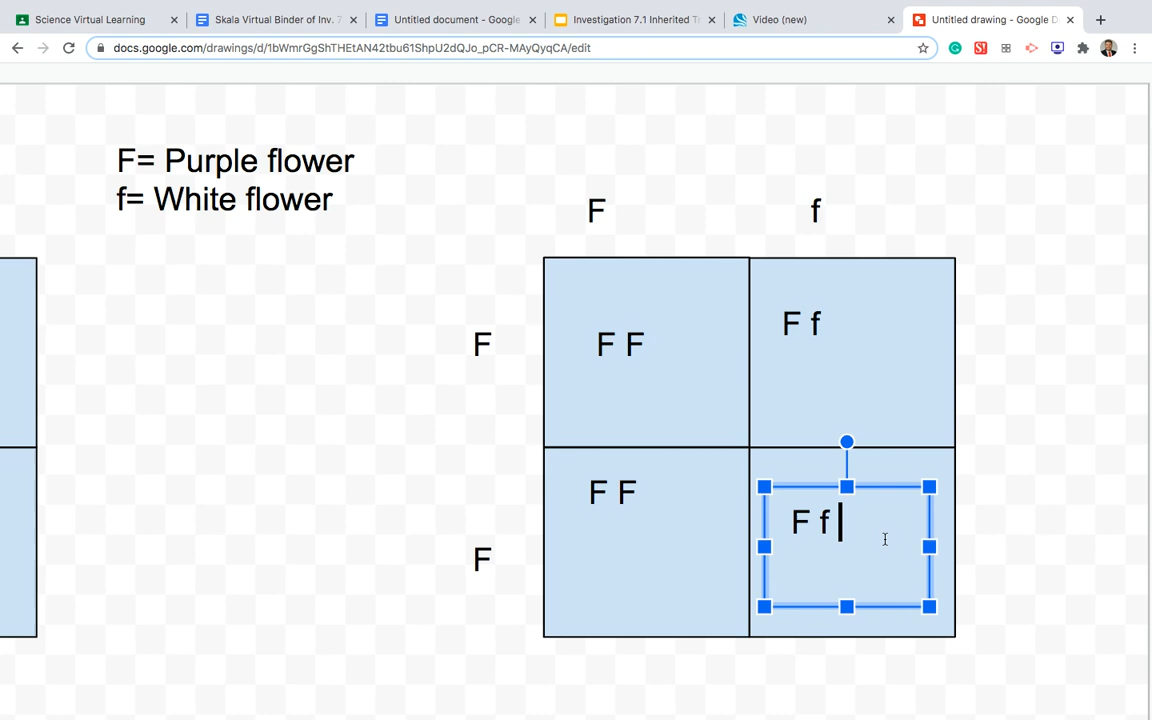 Science Virtual Learning
Skala Virtual Binder of Inv. 7
Untitled document - Google
Investigation 7.1 Inherited T
Video (new)
Untitled drawing - Google D
docs.google.com/drawings/d/1bWmrGgShTHEtAN42tbu61ShpU2dQJo_pCR-MAyQyqCA/edit
F= Purple flower
f= White flower
F f
F
F F
F f
F
F F
F f